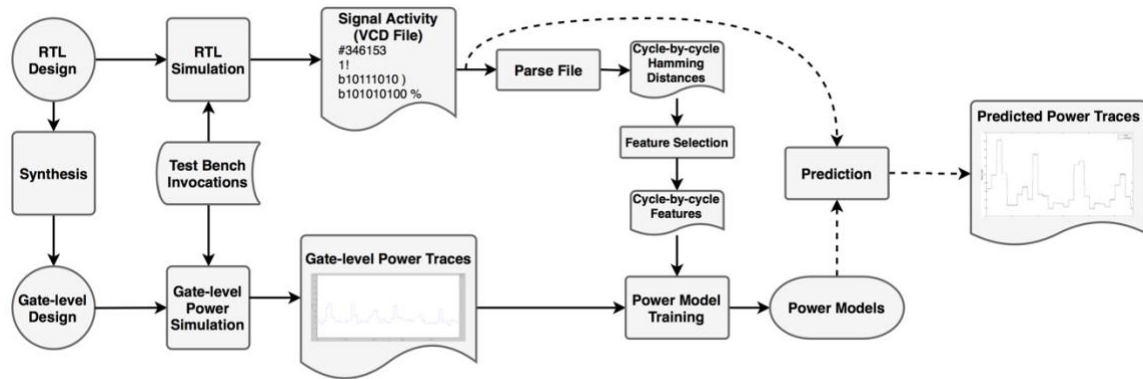 RTL
Design
RTL
Simulation
Signal Activity
(VCD File)
#346153
1!
b10111010 )
b101010100 %
Parse File
Cycle-by-cycle
Hamming
Distances
Synthesis
Test Bench
Invocations
Feature Selection
Cycle-by-cycle
Features
Prediction
Predicted Power Traces
Gate-level
Design
Gate-level
Power
Simulation
Gate-level Power Traces
Power Model
Training
Power Models